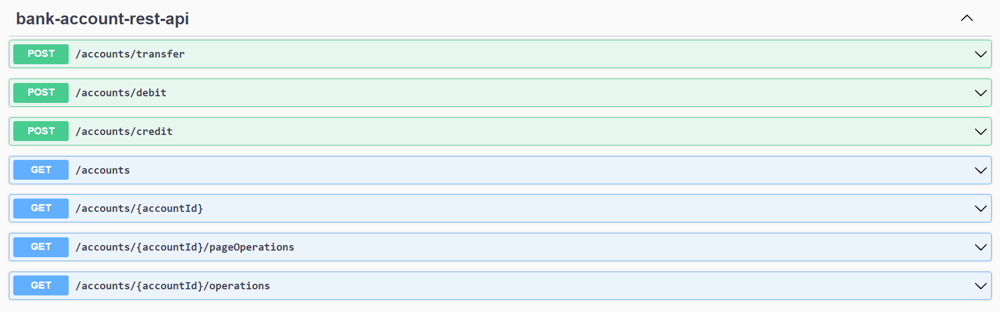 bank-account-rest-api
POST /accounts/transfer
POST /accounts/debit
POST /accounts/credit
GET /accounts
GET /accounts/{accountId}
GET /accounts/{accountId}/pageOperations
GET /accounts/{accountId}/operations